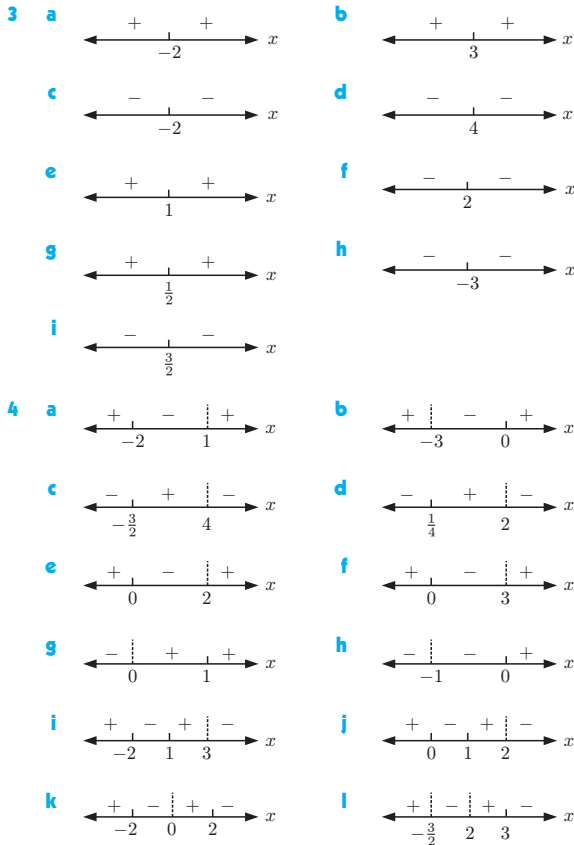 3 a + + x b + + x
−2 3
c − − x d − − x
−2 4
e + + x f − − x
1 2
g + + x h − − x
1/2 −3
i − − x
3/2
4 a + − + x b + − + x
−2 1 −3 0
c − + − x d − + − x
−3/2 4 1/4 2
e + − + x f + − + x
0 2 0 3
g − + + x h − − + x
0 1 −1 0
i + − + − x j + − + − x
−2 1 3 0 1 2
k + − + − x l + − + − x
−2 0 2 −3/2 2 3